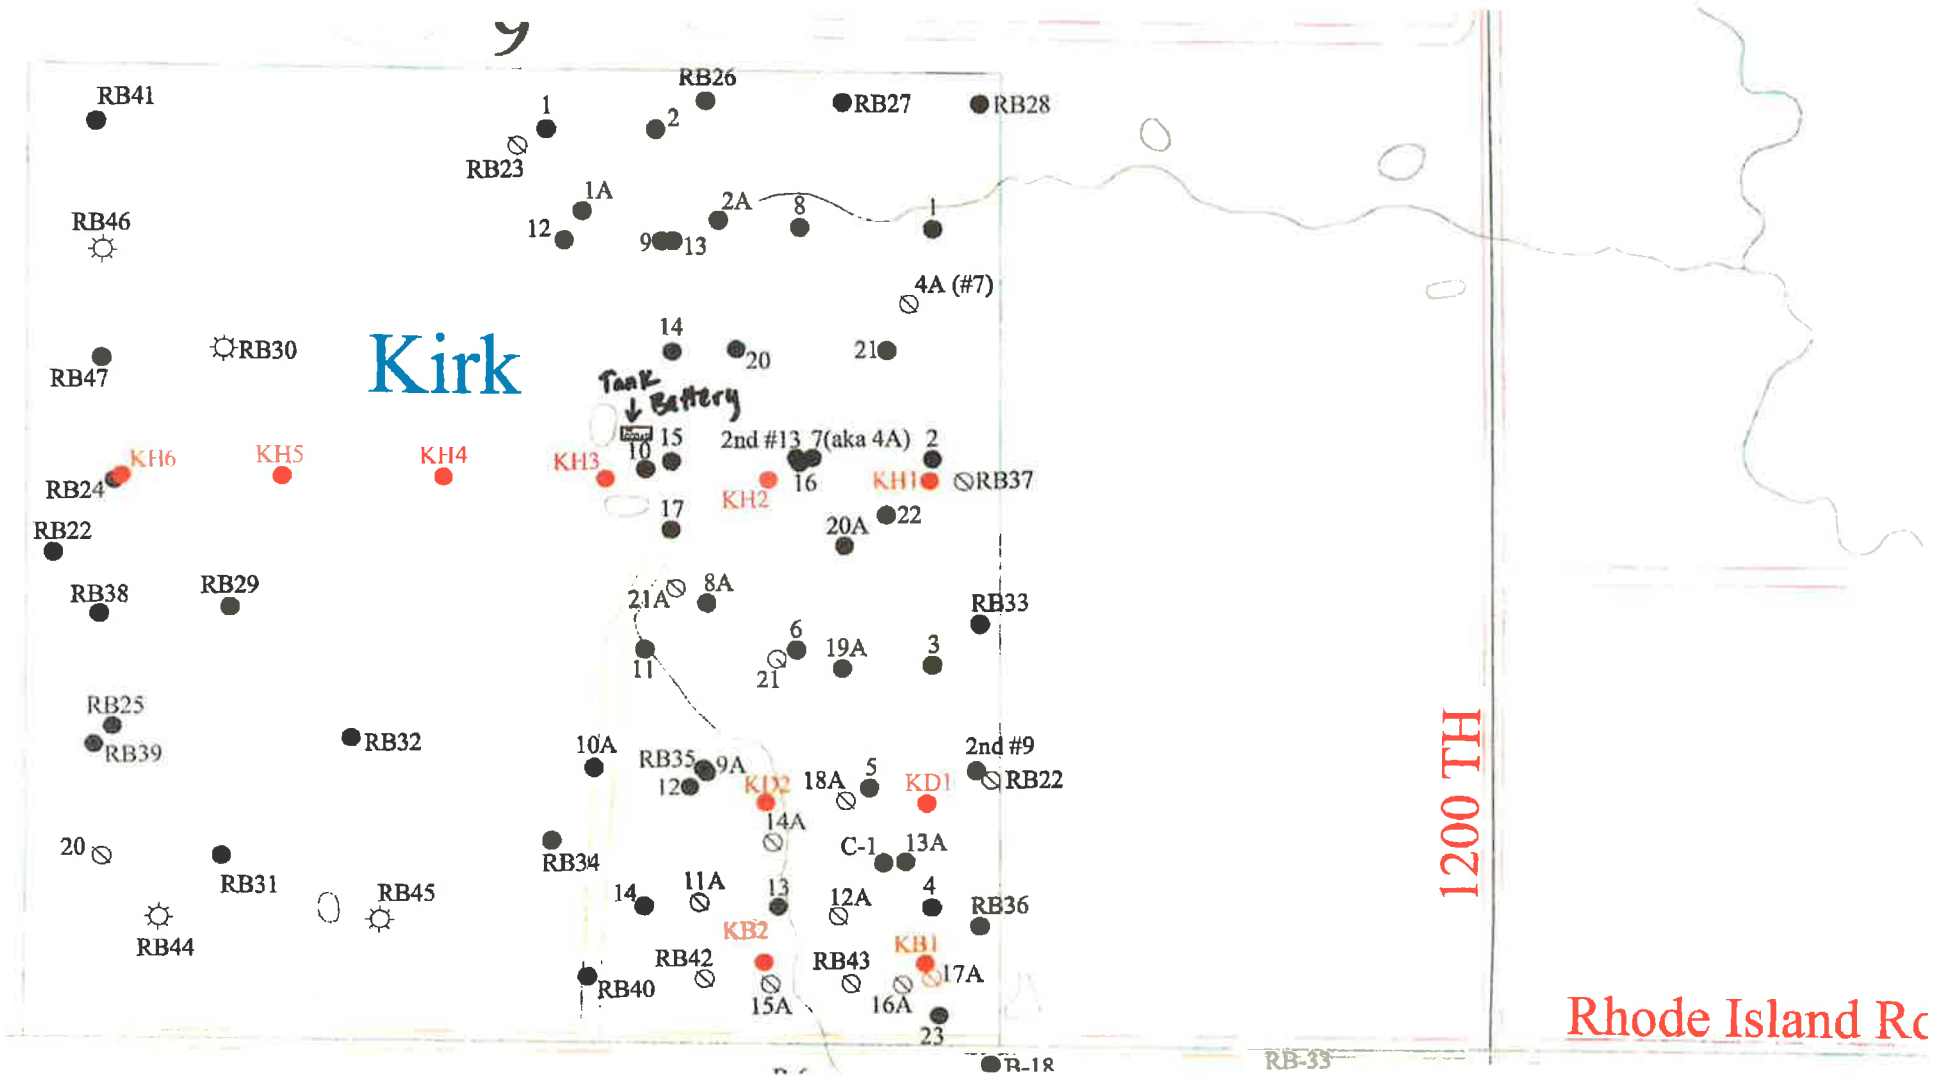 9
RB26
RB41
1
2
RB27
RB28
RB23
1A
2A
8
1
RB46
12
9
13
4A (#7)
14
20
21
RB47
RB30
Kirk
Tank
Battery
15
2nd #13
7(aka 4A)
2
10
KH6
KH5
KH4
KH3
KH2
16
KH1
RB37
RB24
17
22
20A
RB22
RB38
RB29
21A
8A
RB33
6
19A
3
11
21
RB25
RB39
RB32
10A
RB35
9A
12
KD2
18A
5
KD1
2nd #9
RB22
1200 TH
14A
20
RB31
RB34
C-1
13A
RB45
14
11A
13
12A
4
RB36
RB44
KB2
KB1
RB42
RB43
17A
RB40
15A
16A
Rhode Island Rc
23
RB-33
B-18